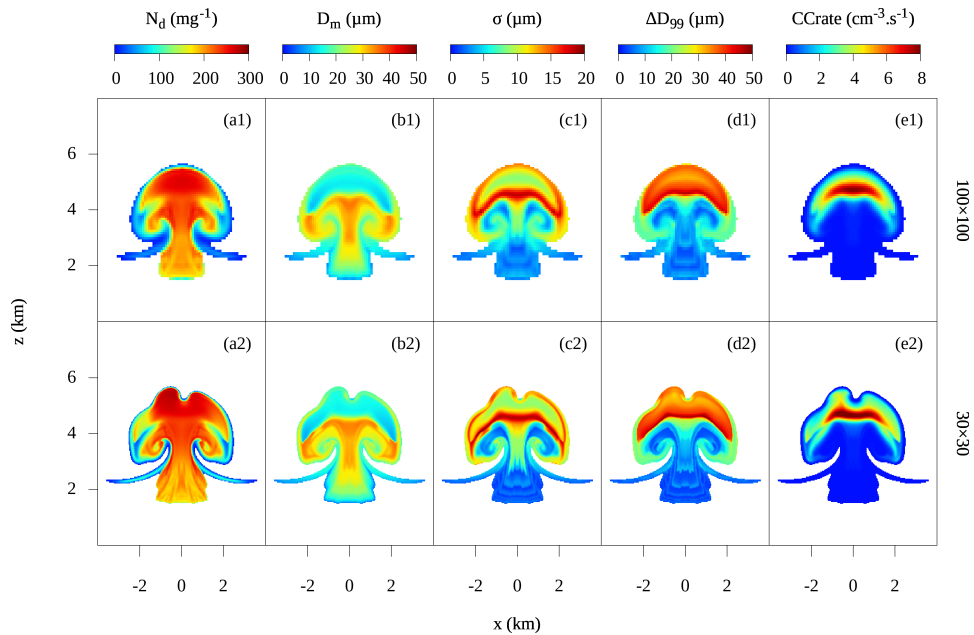 N_d (mg⁻¹) D_m (µm) σ (µm) ΔD₉₉ (µm) CCrate (cm⁻³.s⁻¹)
0 100 200 300 0 10 20 30 40 50 0 5 10 15 20 0 10 20 30 40 50 0 2 4 6 8
(a1) (b1) (c1) (d1) (e1)
6
4
2
100×100
z (km)
(a2) (b2) (c2) (d2) (e2)
6
4
2
30×30
-2 0 2 -2 0 2 -2 0 2 -2 0 2 -2 0 2
x (km)